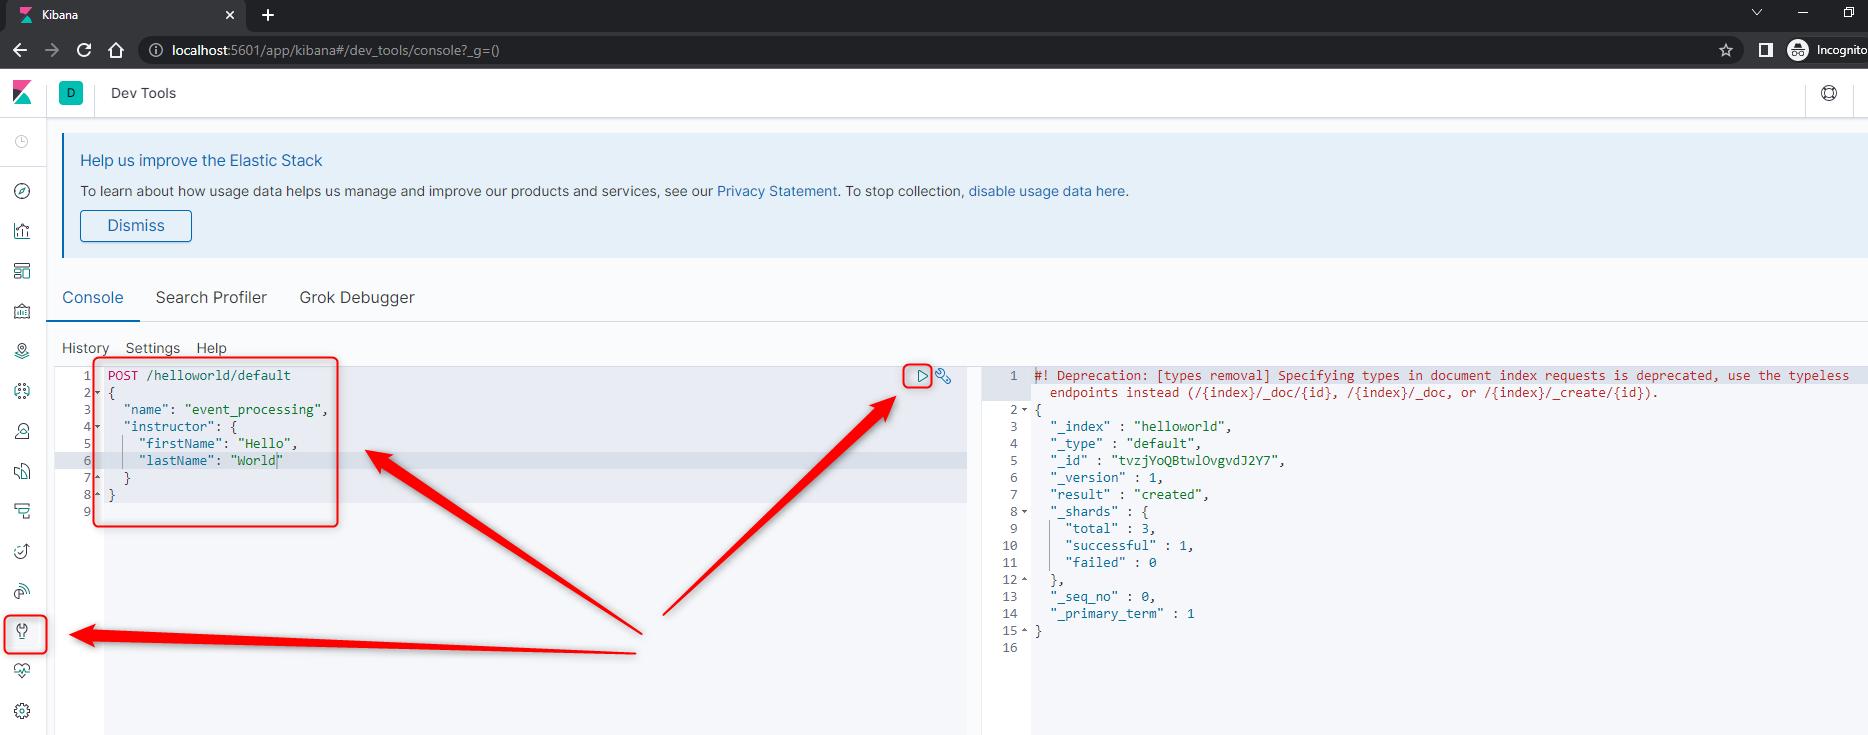 Kibana
localhost:5601/app/kibana#/dev_tools/console?_g=()
Incognito
D
Dev Tools
Help us improve the Elastic Stack
To learn about how usage data helps us manage and improve our products and services, see our Privacy Statement. To stop collection, disable usage data here.
Dismiss
Console Search Profiler Grok Debugger
History Settings Help
1 POST /helloworld/default
2 {
3 "name": "event_processing",
4 "instructor": {
5 "firstName": "Hello",
6 "lastName": "World"
7 }
8 }
9
1 #! Deprecation: [types removal] Specifying types in document index requests is deprecated, use the typeless
endpoints instead (/{index}/_doc/{id}, /{index}/_doc, or /{index}/_create/{id}).
2 {
3 "_index" : "helloworld",
4 "_type" : "default",
5 "_id" : "tvzjYoQBtwlOvgvdJ2Y7",
6 "_version" : 1,
7 "result" : "created",
8 "_shards" : {
9 "total" : 3,
10 "successful" : 1,
11 "failed" : 0
12 },
13 "_seq_no" : 0,
14 "_primary_term" : 1
15 }
16